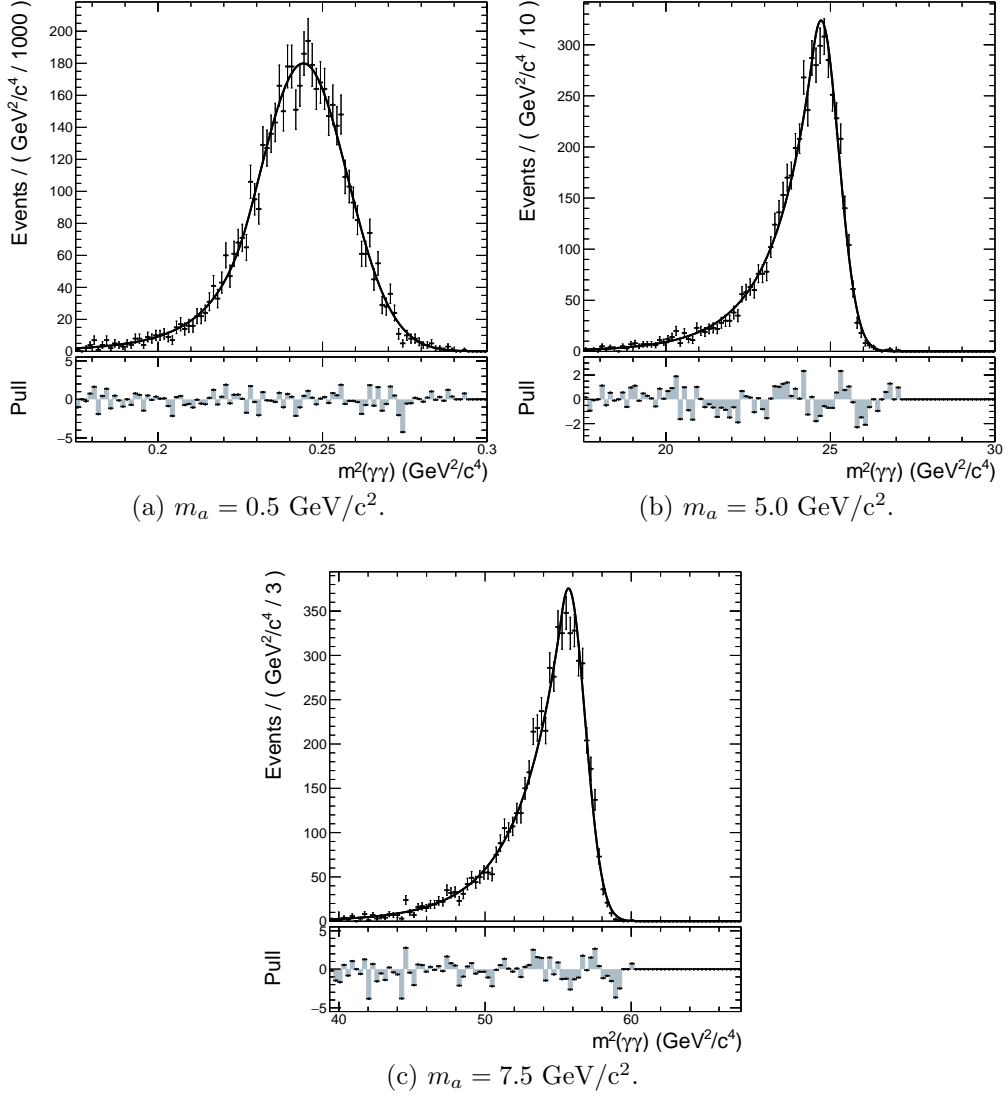 Events / ( GeV²/c⁴ / 1000 )
200
180
160
140
120
100
80
60
40
20
0
Pull
5
0
−5
0.2 0.25 0.3
m²(γγ) (GeV²/c⁴)
(a) mₐ = 0.5 GeV/c².
Events / ( GeV²/c⁴ / 10 )
300
250
200
150
100
50
0
Pull
2
0
−2
20 25 30
m²(γγ) (GeV²/c⁴)
(b) mₐ = 5.0 GeV/c².
Events / ( GeV²/c⁴ / 3 )
350
300
250
200
150
100
50
0
Pull
5
0
−5
40 50 60
m²(γγ) (GeV²/c⁴)
(c) mₐ = 7.5 GeV/c².